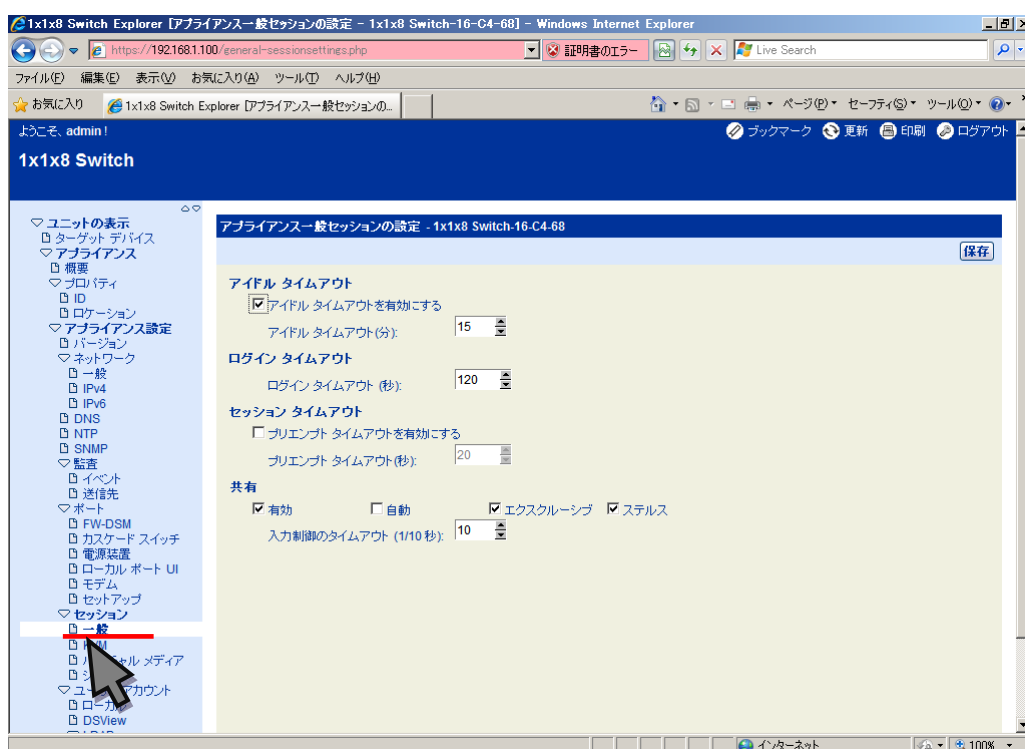 1x1x8 Switch Explorer [アプライアンス一般セッションの設定 - 1x1x8 Switch-16-C4-68] - Windows Internet Explorer
https://192.168.1.100/general-sessionsettings.php
証明書のエラー
Live Search
ファイル(F) 編集(E) 表示(V) お気に入り(A) ツール(T) ヘルプ(H)
お気に入り
1x1x8 Switch Explorer [アプライアンス一般セッションの...
ページ(P) セーフティ(S) ツール(O)
ようこそ、admin !
ブックマーク 更新 印刷 ログアウト
1x1x8 Switch
ユニットの表示
ターゲット デバイス
アプライアンス
概要
プロパティ
ID
ロケーション
アプライアンス設定
バージョン
ネットワーク
一般
IPv4
IPv6
DNS
NTP
SNMP
監査
イベント
送信先
ポート
FW-DSM
カスケード スイッチ
電源装置
ローカル ポート UI
モデム
セットアップ
セッション
一般
メディア
アカウント
DSView
アプライアンス一般セッションの設定 - 1x1x8 Switch-16-C4-68
保存
アイドル タイムアウト
アイドル タイムアウトを有効にする
アイドル タイムアウト(分): 15
ログイン タイムアウト
ログイン タイムアウト (秒): 120
セッション タイムアウト
プリエンプト タイムアウトを有効にする
プリエンプト タイムアウト(秒): 20
共有
有効 自動 エクスクルーシブ ステルス
入力制御のタイムアウト (1/10 秒): 10
インターネット
100%